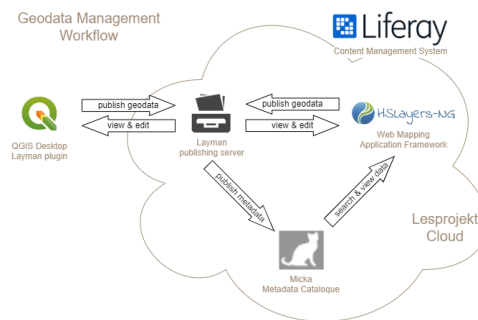 Geodata Management
Workflow
Liferay
Content Management System
publish geodata
view & edit
publish geodata
view & edit
HSlayers-NG
QGIS Desktop
Layman plugin
Layman
publishing server
Web Mapping
Application Framework
publish metadata
search & view data
Lesprojekt
Cloud
Micka
Metadata Cataloque